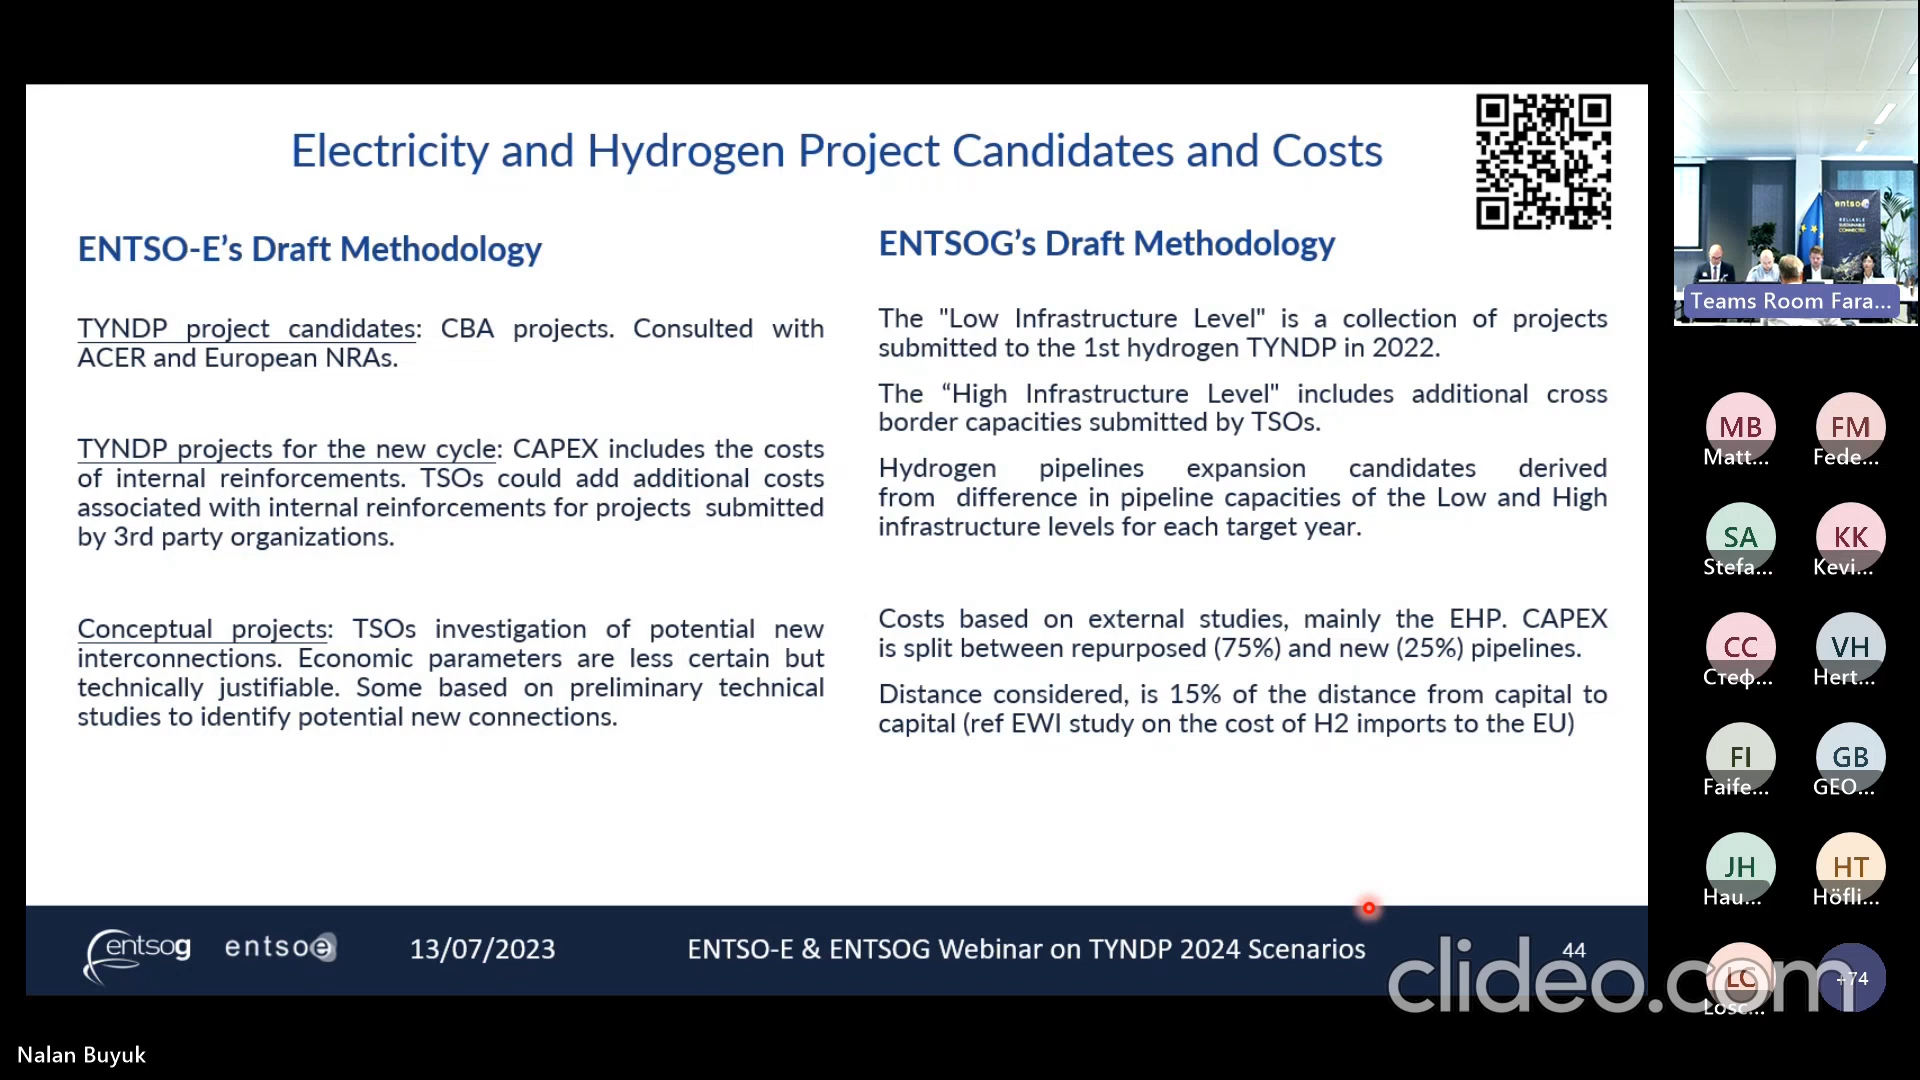 Electricity and Hydrogen Project Candidates and Costs
ENTSO-E’s Draft Methodology
TYNDP project candidates: CBA projects. Consulted with
ACER and European NRAs.
TYNDP projects for the new cycle: CAPEX includes the costs
of internal reinforcements. TSOs could add additional costs
associated with internal reinforcements for projects submitted
by 3rd party organizations.
Conceptual projects: TSOs investigation of potential new
interconnections. Economic parameters are less certain but
technically justifiable. Some based on preliminary technical
studies to identify potential new connections.
ENTSOG’s Draft Methodology
The "Low Infrastructure Level" is a collection of projects
submitted to the 1st hydrogen TYNDP in 2022.
The “High Infrastructure Level" includes additional cross
border capacities submitted by TSOs.
Hydrogen pipelines expansion candidates derived
from difference in pipeline capacities of the Low and High
infrastructure levels for each target year.
Costs based on external studies, mainly the EHP. CAPEX
is split between repurposed (75%) and new (25%) pipelines.
Distance considered, is 15% of the distance from capital to
capital (ref EWI study on the cost of H2 imports to the EU)
entsog entsoe 13/07/2023 ENTSO-E & ENTSOG Webinar on TYNDP 2024 Scenarios 44
entsoe
RELIABLE
SUSTAINABLE
CONNECTED
Teams Room Fara...
MB FM
Matt... Fede...
SA KK
Stefa... Kevi...
CC VH
Стеф... Hert...
FI GB
Faife... GEO...
JH HT
Hau... Höfli...
LC +74
Losc...
clideo.com
Nalan Buyuk